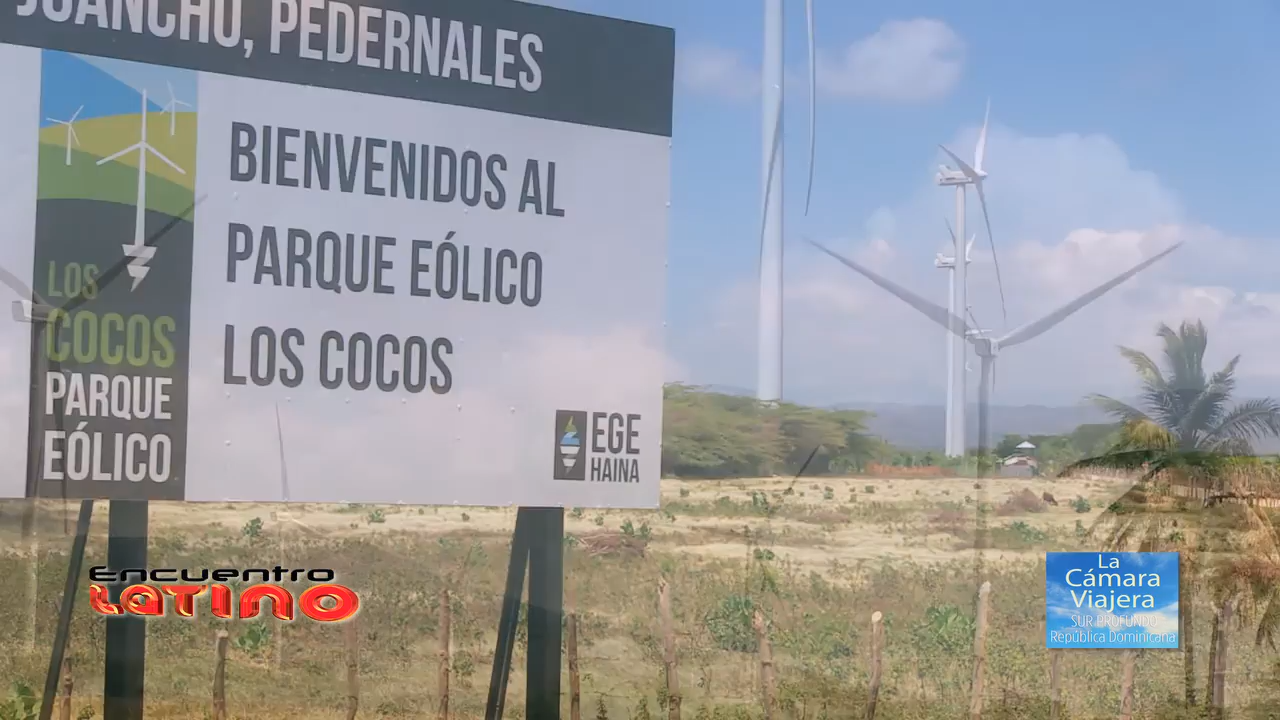 JUANCHO, PEDERNALES
BIENVENIDOS AL
PARQUE EÓLICO
LOS COCOS
LOS
COCOS
PARQUE
EÓLICO
EGE
HAINA
Encuentro
LATINO
La
Cámara
Viajera
SUR PROFUNDO
República Dominicana